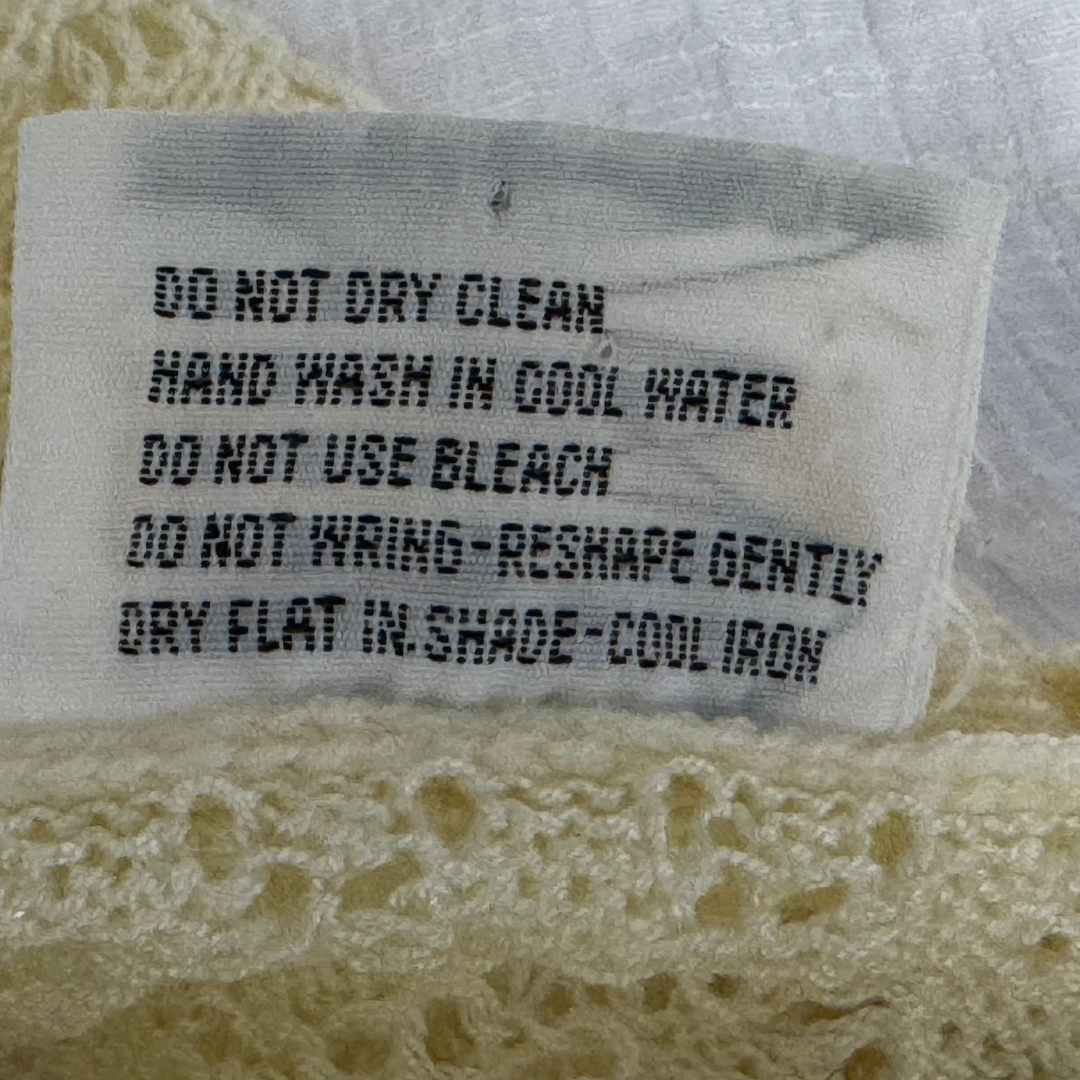 DO NOT DRY CLEAN
HAND WASH IN COOL WATER
DO NOT USE BLEACH
DO NOT WRING-RESHAPE GENTLY
DRY FLAT IN.SHADE-COOL IRON